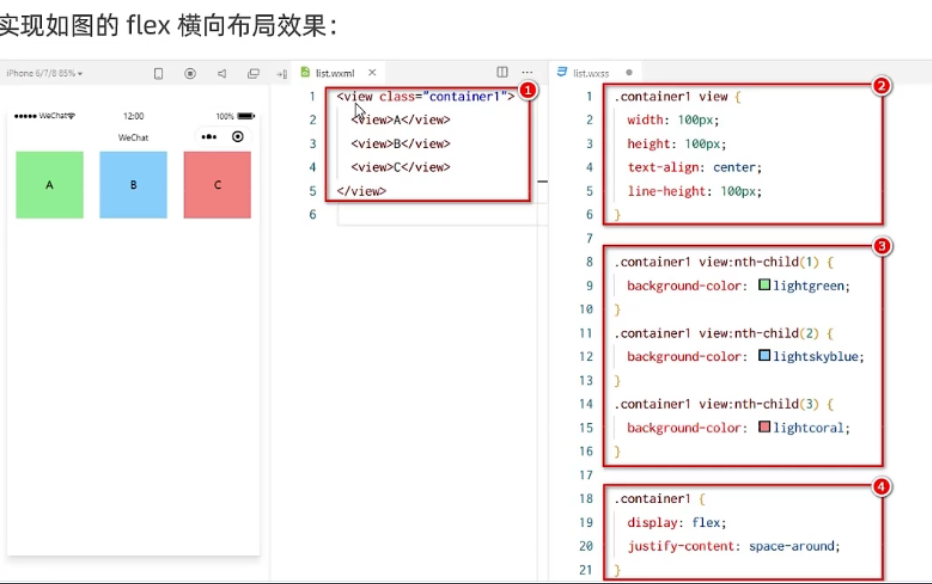 实现如图的 flex 横向布局效果：
iPhone 6/7/8 85%
list.wxml
list.wxss
WeChat
12:00
100%
WeChat
A
B
C
1
1 <view class="container1">
2 <view>A</view>
3 <view>B</view>
4 <view>C</view>
5 </view>
6
2
1 .container1 view {
2 width: 100px;
3 height: 100px;
4 text-align: center;
5 line-height: 100px;
6 }
7
3
8 .container1 view:nth-child(1) {
9 background-color: lightgreen;
10 }
11 .container1 view:nth-child(2) {
12 background-color: lightskyblue;
13 }
14 .container1 view:nth-child(3) {
15 background-color: lightcoral;
16 }
17
4
18 .container1 {
19 display: flex;
20 justify-content: space-around;
21 }